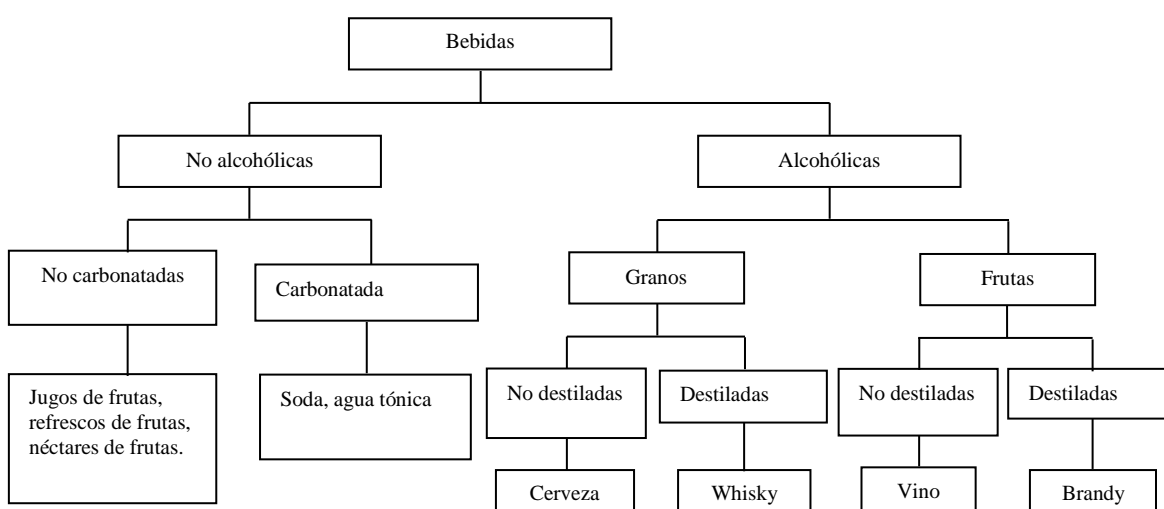 Bebidas
No alcohólicas
Alcohólicas
No carbonatadas
Carbonatada
Granos
Frutas
Jugos de frutas,
refrescos de frutas,
néctares de frutas.
Soda, agua tónica
No destiladas
Destiladas
No destiladas
Destiladas
Cerveza
Whisky
Vino
Brandy